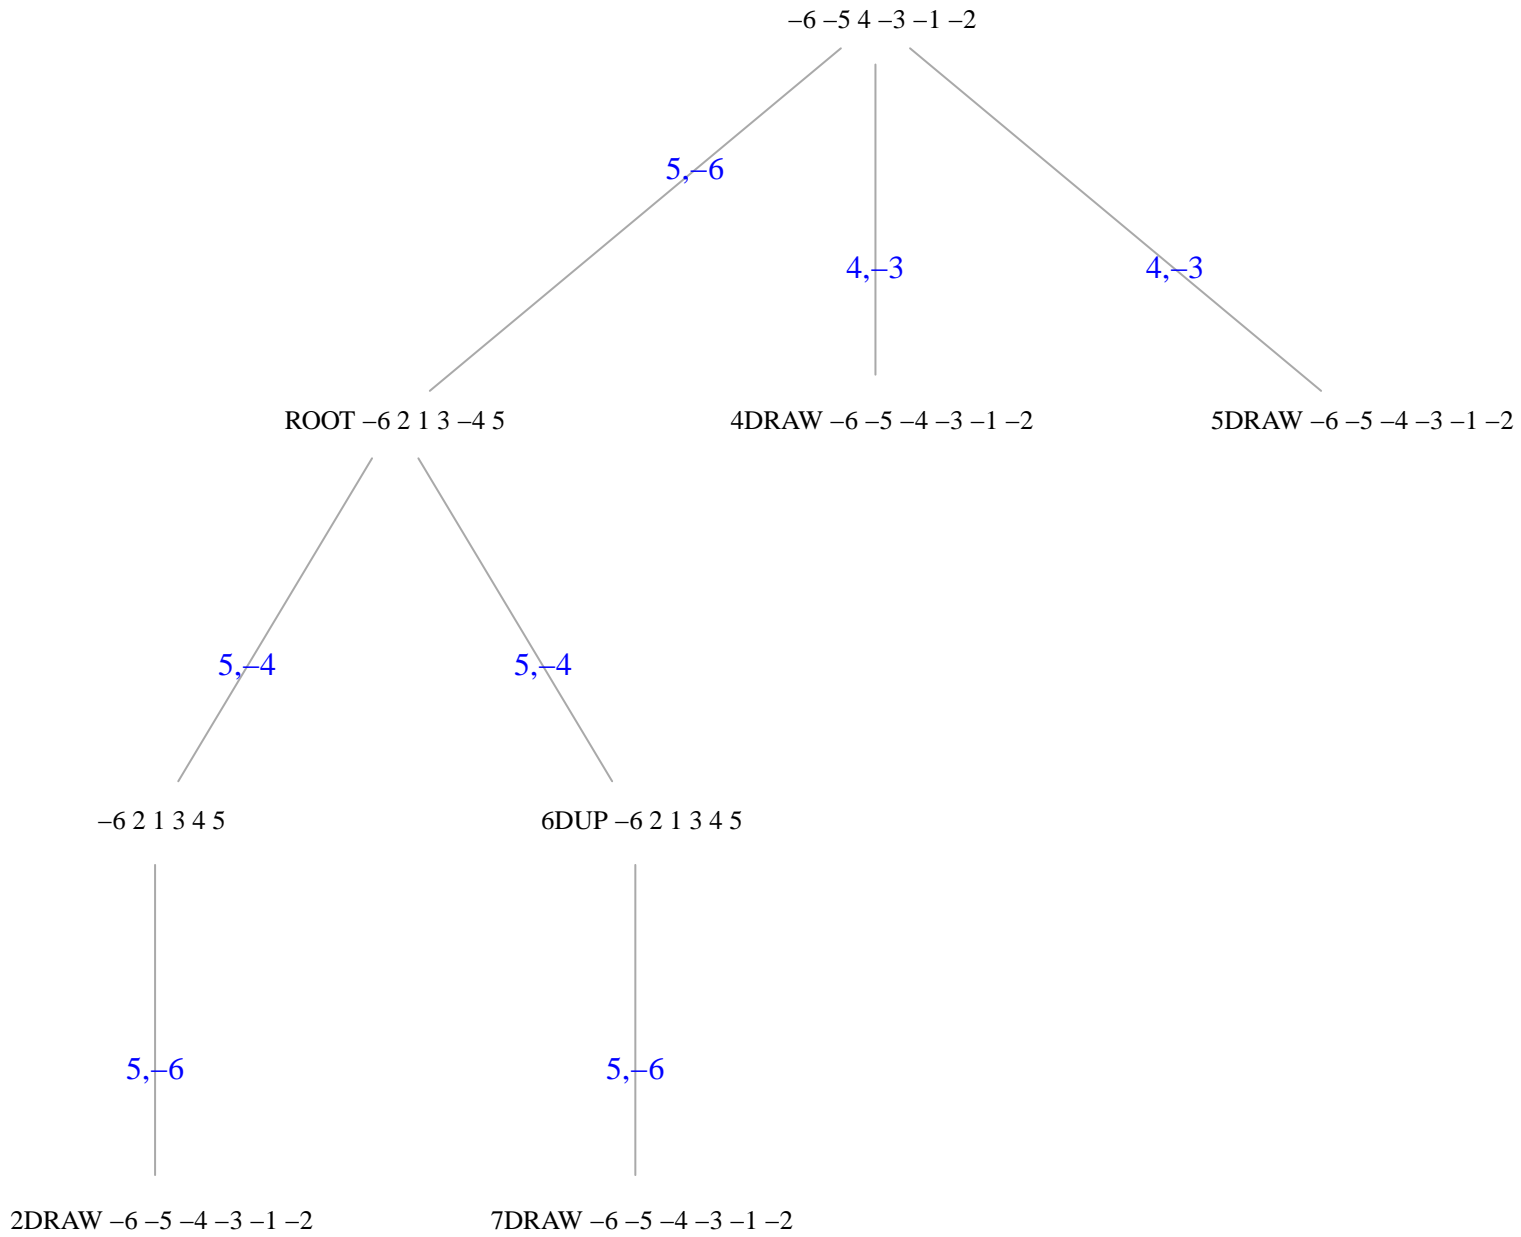 –6 –5 4 –3 –1 –2
5,–6
4,–3
4,–3
ROOT –6 2 1 3 –4 5
4DRAW –6 –5 –4 –3 –1 –2
5DRAW –6 –5 –4 –3 –1 –2
5,–4
5,–4
–6 2 1 3 4 5
6DUP –6 2 1 3 4 5
5,–6
5,–6
2DRAW –6 –5 –4 –3 –1 –2
7DRAW –6 –5 –4 –3 –1 –2